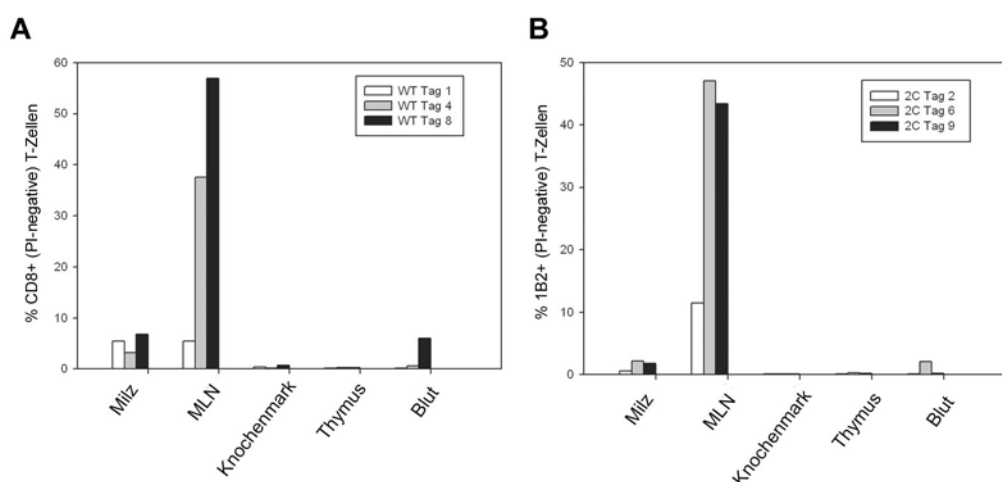 A
% CD8+ (PI-negative) T-Zellen
60
50
40
30
20
10
0
WT Tag 1
WT Tag 4
WT Tag 8
Milz
MLN
Knochenmark
Thymus
Blut
B
% 1B2+ (PI-negative) T-Zellen
50
40
30
20
10
0
2C Tag 2
2C Tag 6
2C Tag 9
Milz
MLN
Knochenmark
Thymus
Blut